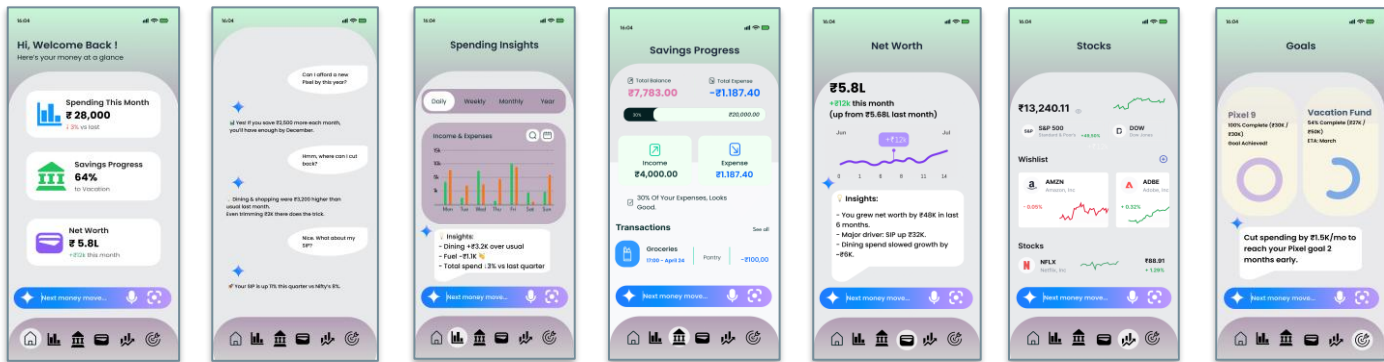 16:04
Hi, Welcome Back !
Here's your money at a glance
Spending This Month
₹ 28,000
↓ 3% vs last
Savings Progress
64%
to Vacation
Net Worth
₹ 5.8L
+₹12k this month
Next money move...
16:04
Can I afford a new
Pixel by this year?
Yes! If you save ₹2,500 more each month,
you'll have enough by December.
Hmm, where can I cut
back?
Dining & shopping were ₹3,200 higher than
usual last month.
Even trimming ₹2K there does the trick.
Nice. What about my
SIP?
Your SIP is up 11% this quarter vs Nifty's 8%.
Next money move...
16:04
Spending Insights
Daily Weekly Monthly Year
Income & Expenses
15k
10k
5k
1k
Mon Tue Wed Thu Fri Sat Sun
Insights:
- Dining +₹3.2K over usual
- Fuel -₹1.1K
- Total spend ↓3% vs last quarter
Next money move...
16:04
Savings Progress
Total Balance Total Expense
₹7,783.00 -₹1.187.40
30% ₹20,000.00
Income Expense
₹4,000.00 ₹1.187.40
30% Of Your Expenses, Looks
Good.
Transactions See all
Groceries
17:00 - April 24 Pantry -₹100,00
Next money move...
16:04
Net Worth
₹5.8L
+₹12k this month
(up from ₹5.68L last month)
Jun Jul
+₹12k
0 1 6 8 11 14
Insights:
- You grew net worth by ₹48K in last
6 months.
- Major driver: SIP up ₹32K.
- Dining spend slowed growth by
~₹6K.
Next money move...
16:04
Stocks
₹13,240.11
S&P S&P 500 D DOW
Standard & Poor's +49.50% Dow Jones
Wishlist
AMZN ADBE
Amazon, Inc Adobe, Inc
- 0.05% + 0.32%
Stocks
NFLX ₹88.91
Netflix, Inc + 1.29%
Next money move...
16:04
Goals
Pixel 9
100% Complete (₹30K /
₹30K)
Goal Achieved!
Vacation Fund
54% Complete (₹27K /
₹50K)
ETA: March
Cut spending by ₹1.5K/mo to
reach your Pixel goal 2
months early.
Next money move...